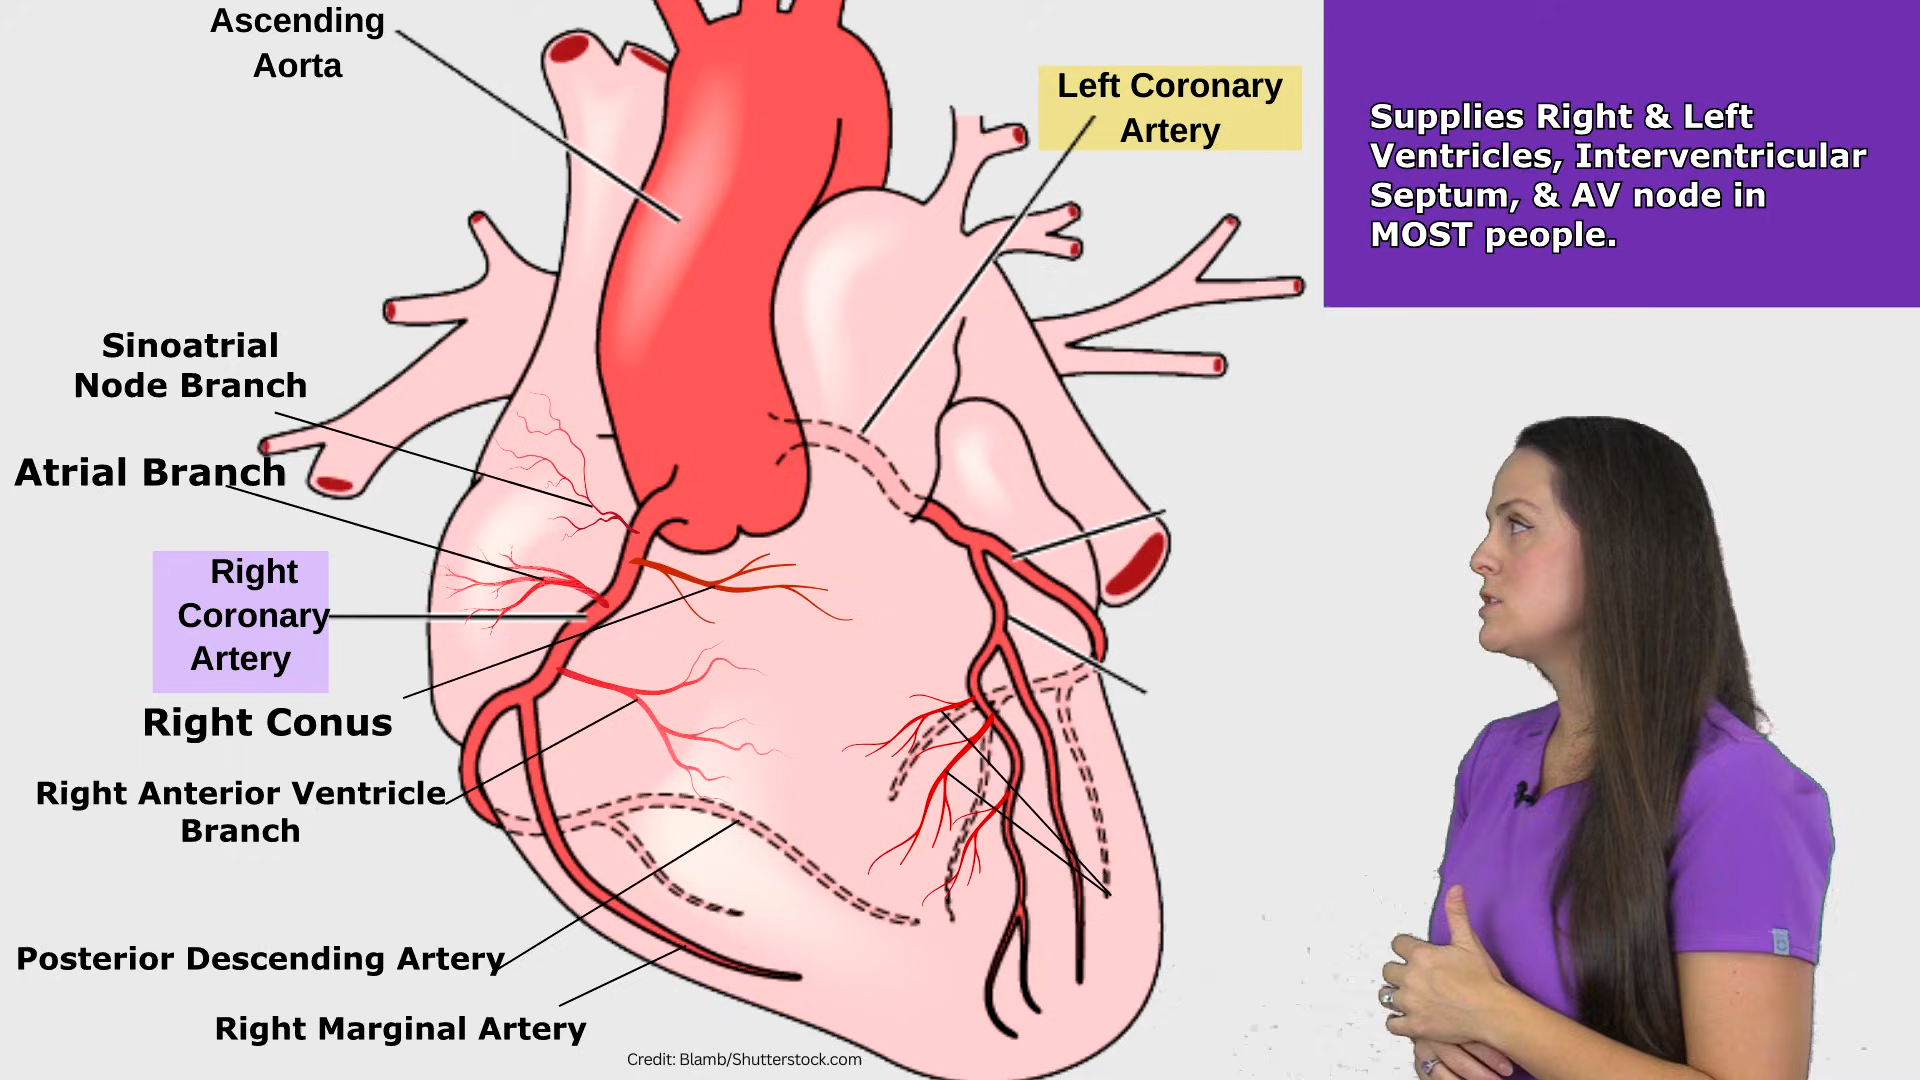 Ascending
Aorta
Left Coronary
Artery
Supplies Right & Left
Ventricles, Interventricular
Septum, & AV node in
MOST people.
Sinoatrial
Node Branch
Atrial Branch
Right
Coronary
Artery
Right Conus
Right Anterior Ventricle
Branch
Posterior Descending Artery
Right Marginal Artery
Credit: Blamb/Shutterstock.com